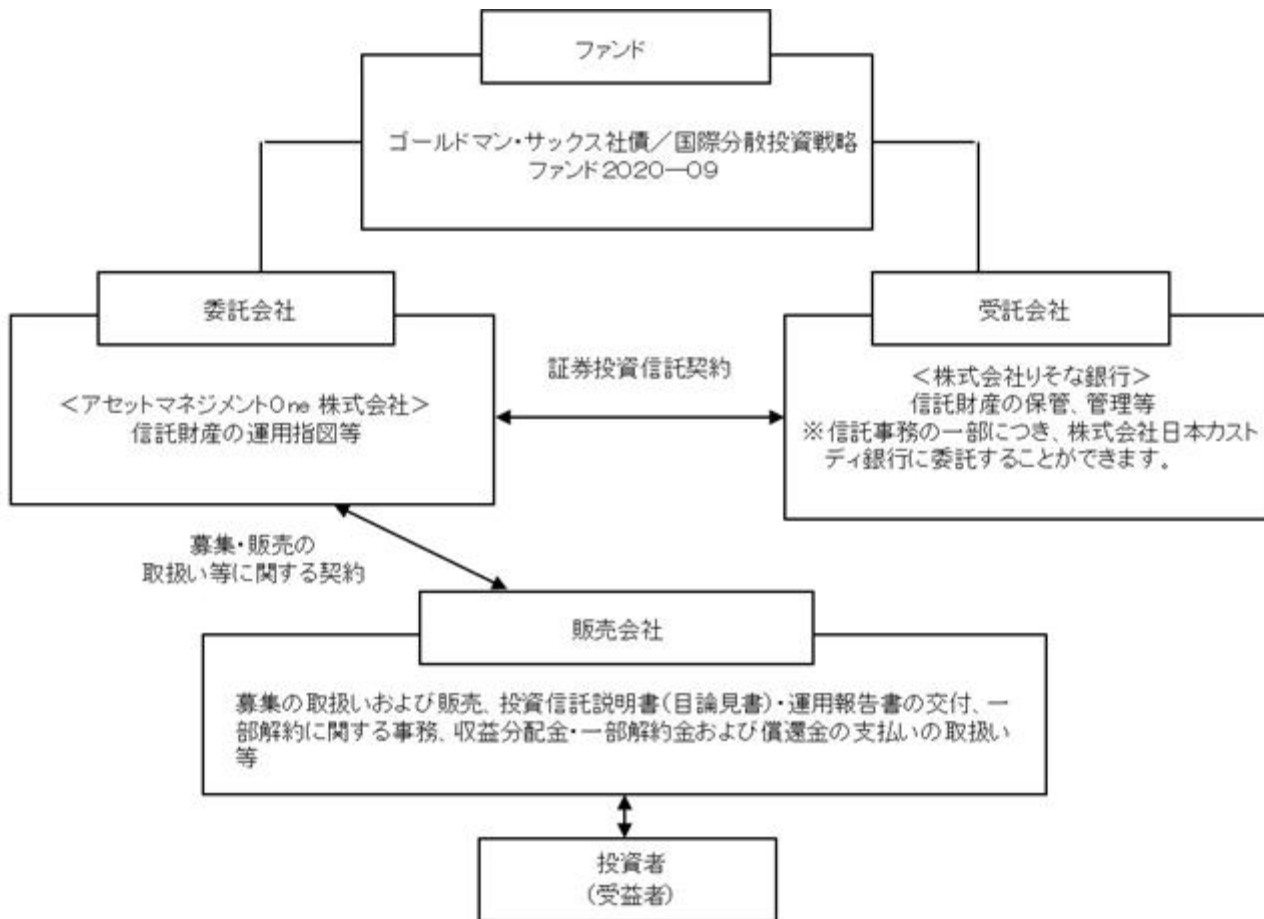 ファンド
ゴールドマン・サックス社債／国際分散投資戦略
ファンド2020―09
委託会社
受託会社
＜アセットマネジメントOne 株式会社＞
信託財産の運用指図等
証券投資信託契約
＜株式会社りそな銀行＞
信託財産の保管、管理等
※信託事務の一部につき、株式会社日本カスト
ディ銀行に委託することができます。
募集・販売の
取扱い等に関する契約
販売会社
募集の取扱いおよび販売、投資信託説明書(目論見書)・運用報告書の交付、一
部解約に関する事務、収益分配金・一部解約金および償還金の支払いの取扱い
等
投資者
(受益者)